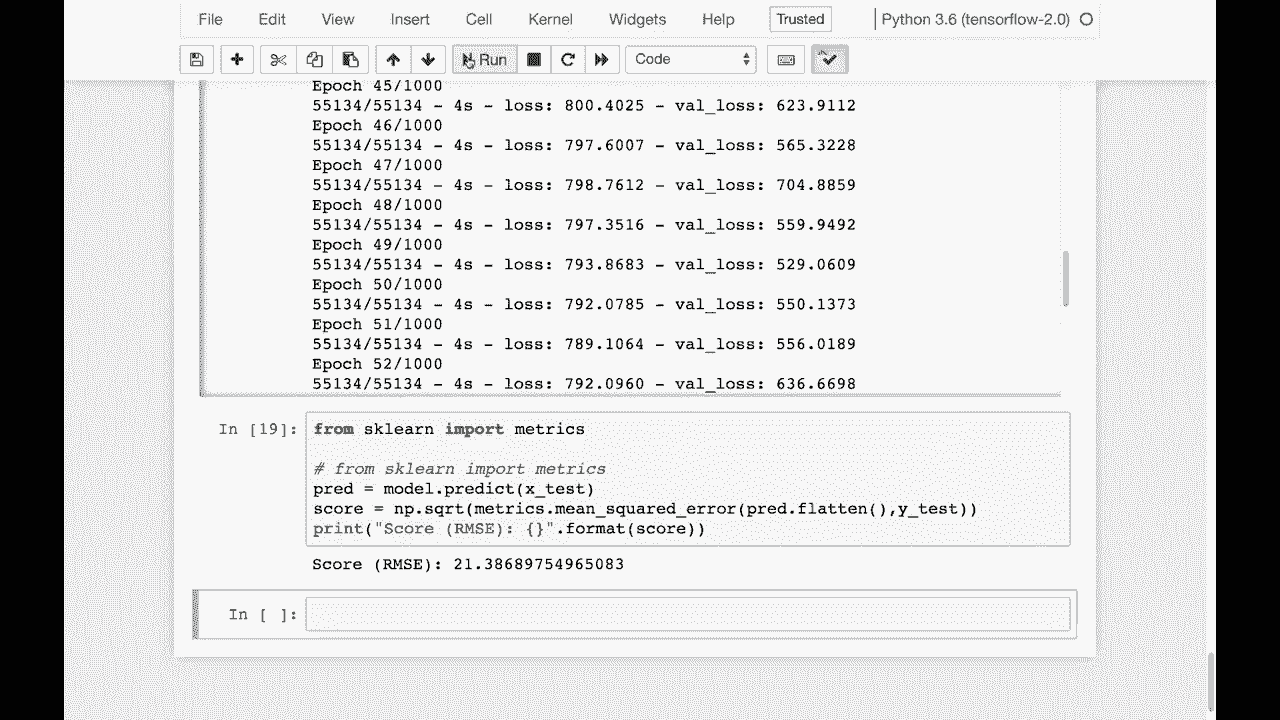 File Edit View Insert Cell Kernel Widgets Help Trusted Python 3.6 (tensorflow-2.0)
Run Code
Epoch 45/1000
55134/55134 - 4s - loss: 800.4025 - val_loss: 623.9112
Epoch 46/1000
55134/55134 - 4s - loss: 797.6007 - val_loss: 565.3228
Epoch 47/1000
55134/55134 - 4s - loss: 798.7612 - val_loss: 704.8859
Epoch 48/1000
55134/55134 - 4s - loss: 797.3516 - val_loss: 559.9492
Epoch 49/1000
55134/55134 - 4s - loss: 793.8683 - val_loss: 529.0609
Epoch 50/1000
55134/55134 - 4s - loss: 792.0785 - val_loss: 550.1373
Epoch 51/1000
55134/55134 - 4s - loss: 789.1064 - val_loss: 556.0189
Epoch 52/1000
55134/55134 - 4s - loss: 792.0960 - val_loss: 636.6698
In [19]: from sklearn import metrics
# from sklearn import metrics
pred = model.predict(x_test)
score = np.sqrt(metrics.mean_squared_error(pred.flatten(),y_test))
print("Score (RMSE): {}".format(score))
Score (RMSE): 21.38689754965083
In [ ]: